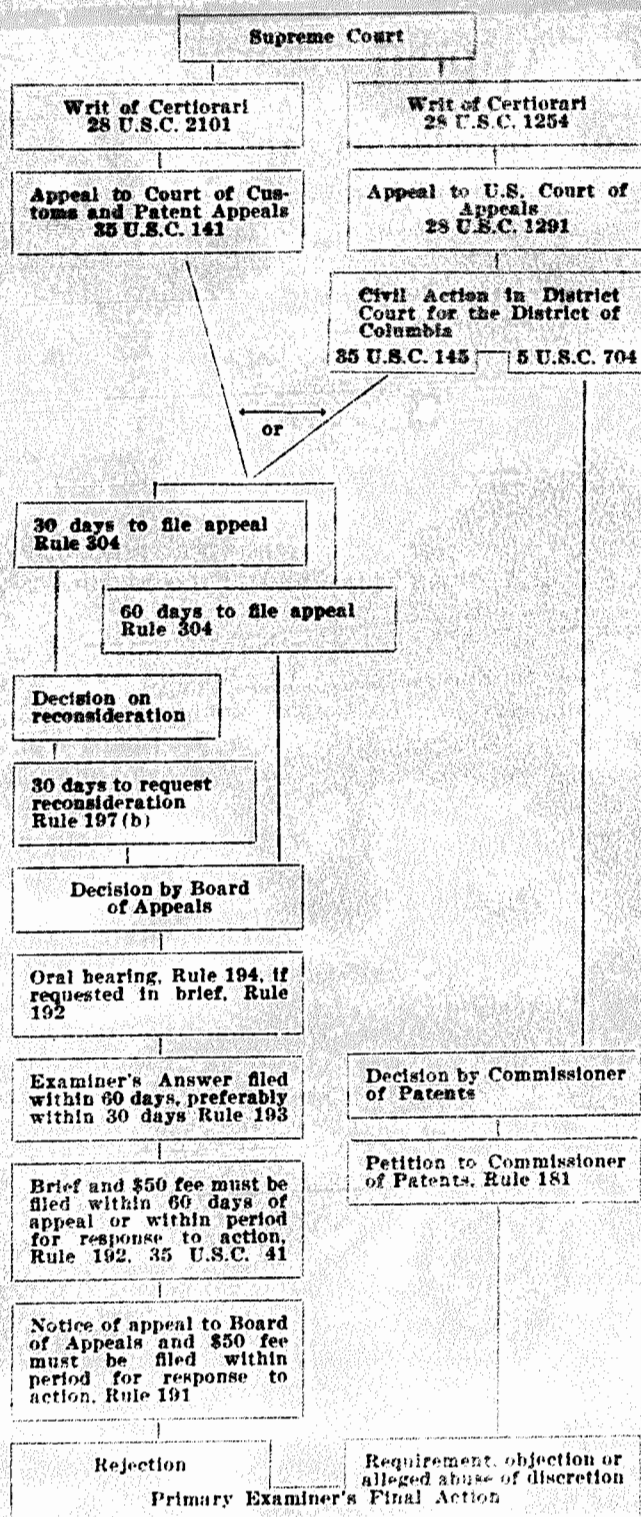 Supreme Court
Writ of Certiorari
28 U.S.C. 2101
Writ of Certiorari
28 U.S.C. 1254
Appeal to Court of Cus-
toms and Patent Appeals
35 U.S.C. 141
Appeal to U.S. Court of
Appeals
28 U.S.C. 1291
Civil Action in District
Court for the District of
Columbia
35 U.S.C. 145
5 U.S.C. 704
or
30 days to file appeal
Rule 304
60 days to file appeal
Rule 304
Decision on
reconsideration
30 days to request
reconsideration
Rule 197(b)
Decision by Board
of Appeals
Oral hearing, Rule 194, if
requested in brief, Rule
192
Examiner's Answer filed
within 60 days, preferably
within 30 days Rule 193
Decision by Commissioner
of Patents
Brief and $50 fee must be
filed within 60 days of
appeal or within period
for response to action,
Rule 192. 35 U.S.C. 41
Petition to Commissioner
of Patents, Rule 181
Notice of appeal to Board
of Appeals and $50 fee
must be filed within
period for response to
action, Rule 191
Rejection
Requirement, objection or
alleged abuse of discretion
Primary Examiner's Final Action